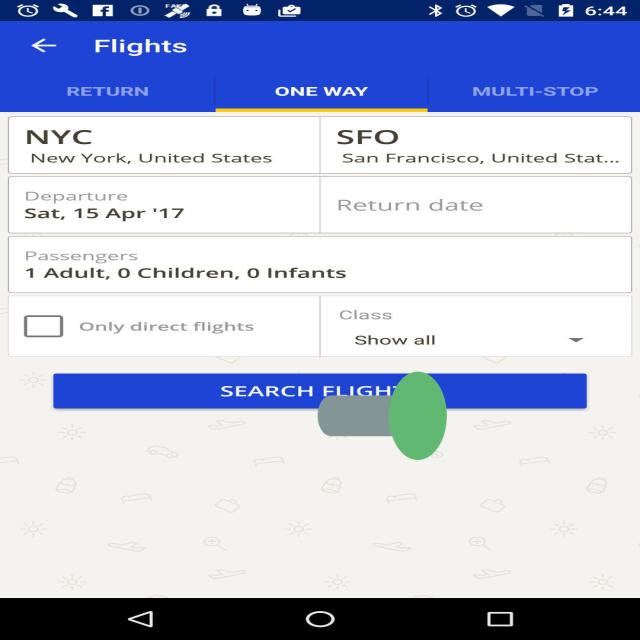 6:44
Flights
RETURN ONE WAY MULTI-STOP
NYC
New York, United States
SFO
San Francisco, United Stat...
Departure
Sat, 15 Apr '17
Return date
Passengers
1 Adult, 0 Children, 0 Infants
Only direct flights
Class
Show all
SEARCH